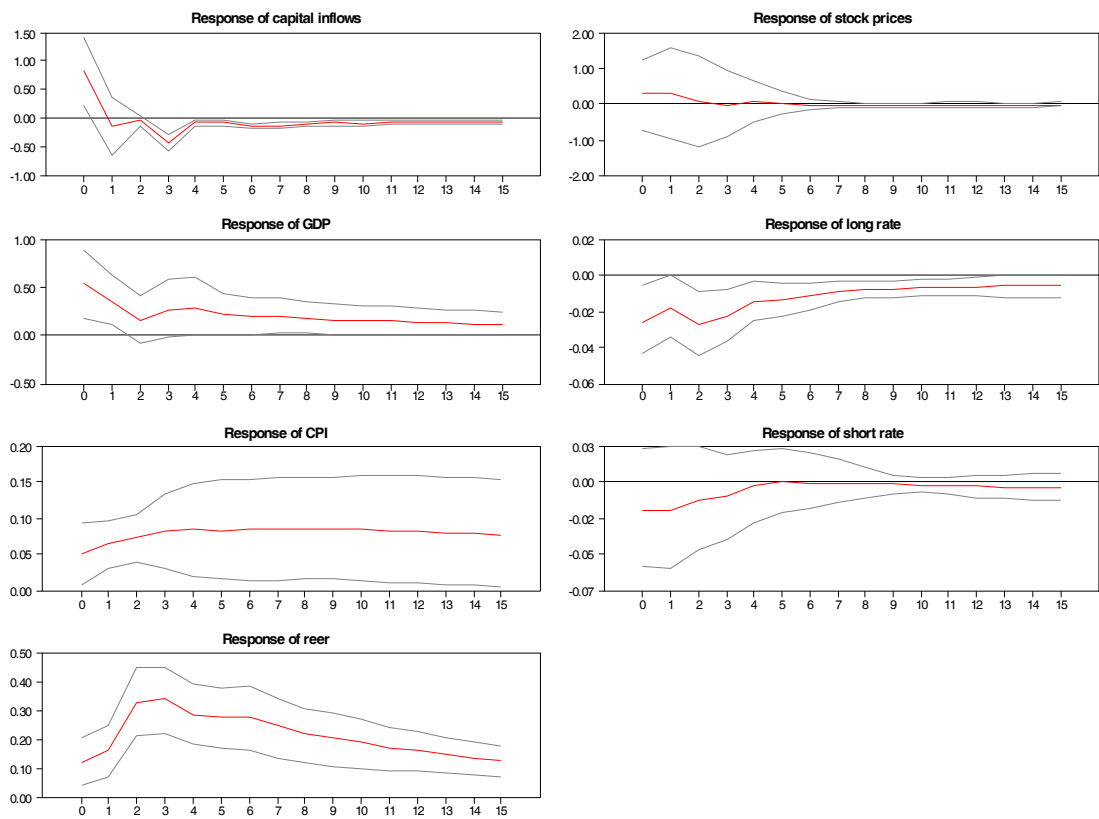 Response of capital inflows
1.50
1.00
0.50
0.00
-0.50
-1.00
0 1 2 3 4 5 6 7 8 9 10 11 12 13 14 15
Response of stock prices
2.00
1.00
0.00
-1.00
-2.00
0 1 2 3 4 5 6 7 8 9 10 11 12 13 14 15
Response of GDP
1.00
0.50
0.00
-0.50
0 1 2 3 4 5 6 7 8 9 10 11 12 13 14 15
Response of long rate
0.02
0.00
-0.02
-0.04
-0.06
0 1 2 3 4 5 6 7 8 9 10 11 12 13 14 15
Response of CPI
0.20
0.15
0.10
0.05
0.00
0 1 2 3 4 5 6 7 8 9 10 11 12 13 14 15
Response of short rate
0.03
0.00
-0.02
-0.05
-0.07
0 1 2 3 4 5 6 7 8 9 10 11 12 13 14 15
Response of reer
0.50
0.40
0.30
0.20
0.10
0.00
0 1 2 3 4 5 6 7 8 9 10 11 12 13 14 15